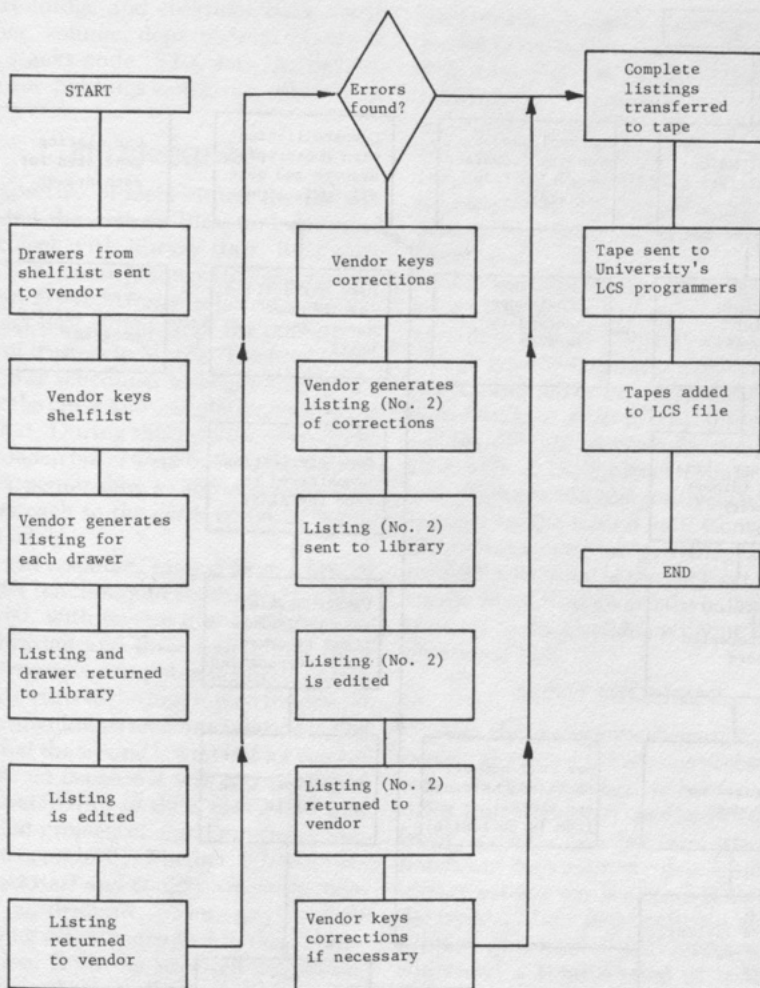 START
Drawers from
shelflist sent
to vendor
Vendor keys
shelflist
Vendor generates
listing for
each drawer
Listing and
drawer returned
to library
Listing
is edited
Listing
returned
to vendor
Errors
found?
Vendor keys
corrections
Vendor generates
listing (No. 2)
of corrections
Listing (No. 2)
sent to library
Listing (No. 2)
is edited
Listing (No. 2)
returned to
vendor
Vendor keys
corrections
if necessary
Complete
listings
transferred
to tape
Tape sent to
University's
LCS programmers
Tapes added
to LCS file
END